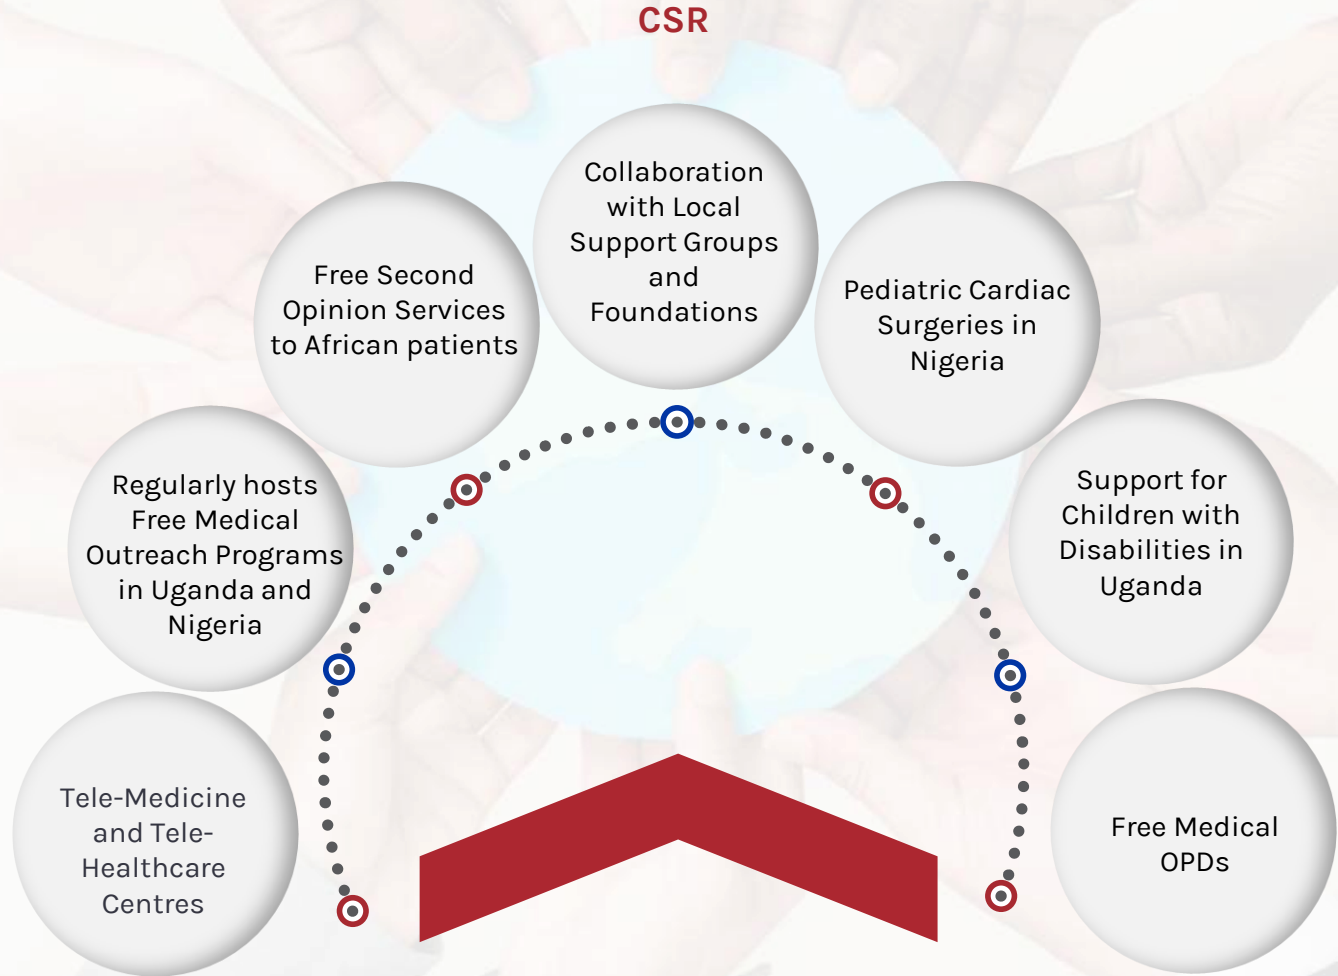 CSR
Tele-Medicine
and Tele-
Healthcare
Centres
Regularly hosts
Free Medical
Outreach Programs
in Uganda and
Nigeria
Free Second
Opinion Services
to African patients
Collaboration
with Local
Support Groups
and
Foundations
Pediatric Cardiac
Surgeries in
Nigeria
Support for
Children with
Disabilities in
Uganda
Free Medical
OPDs